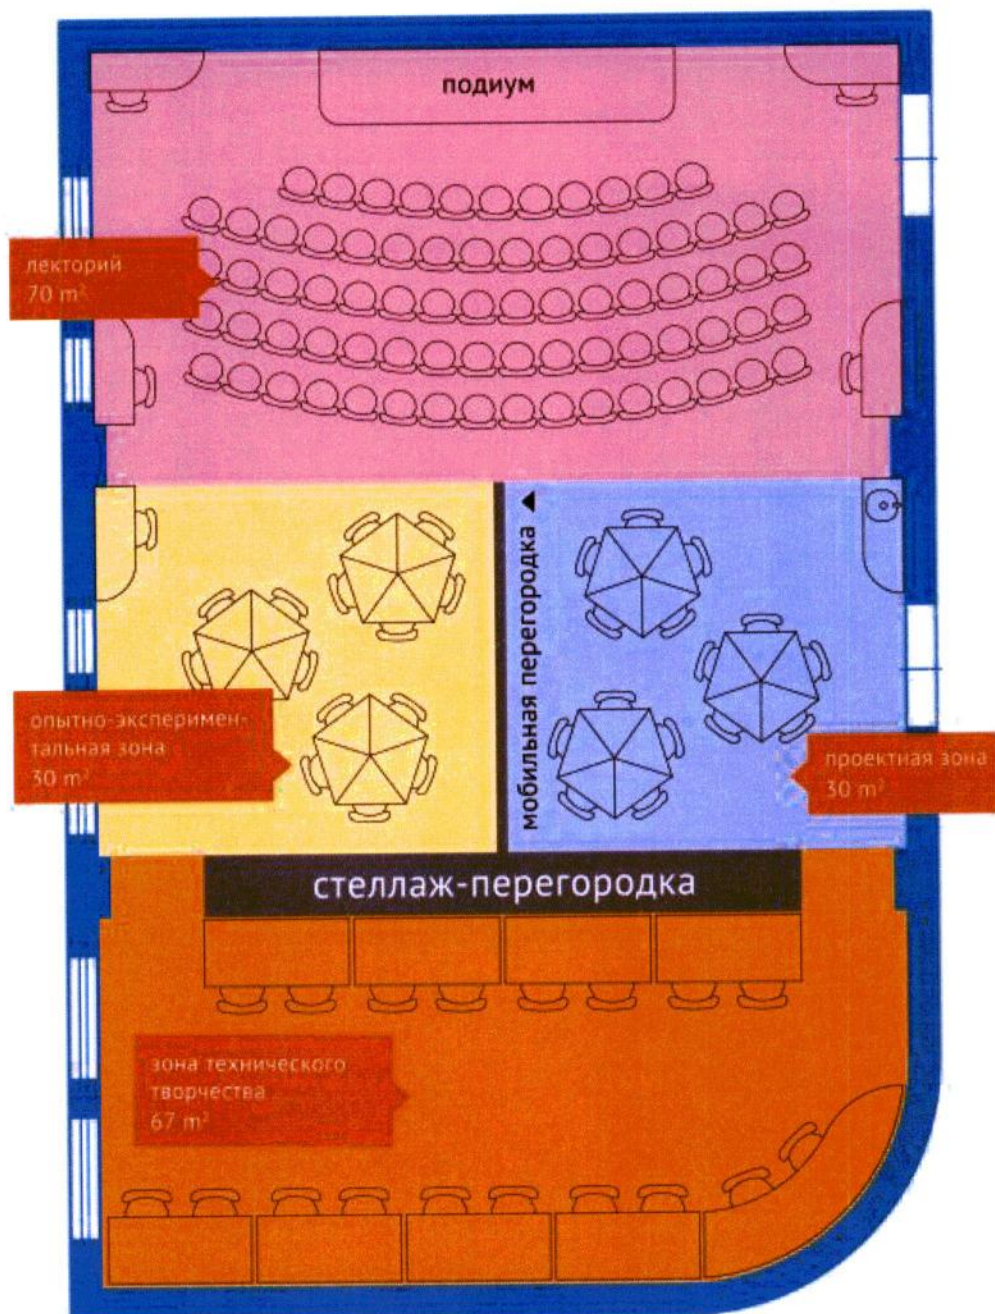 подиум
лекторий
70 m²
мобильная перегородка
опытно-эксперимен-
тальная зона
30 m²
проектная зона
30 m²
стеллаж-перегородка
зона технического
творчества
67 m²